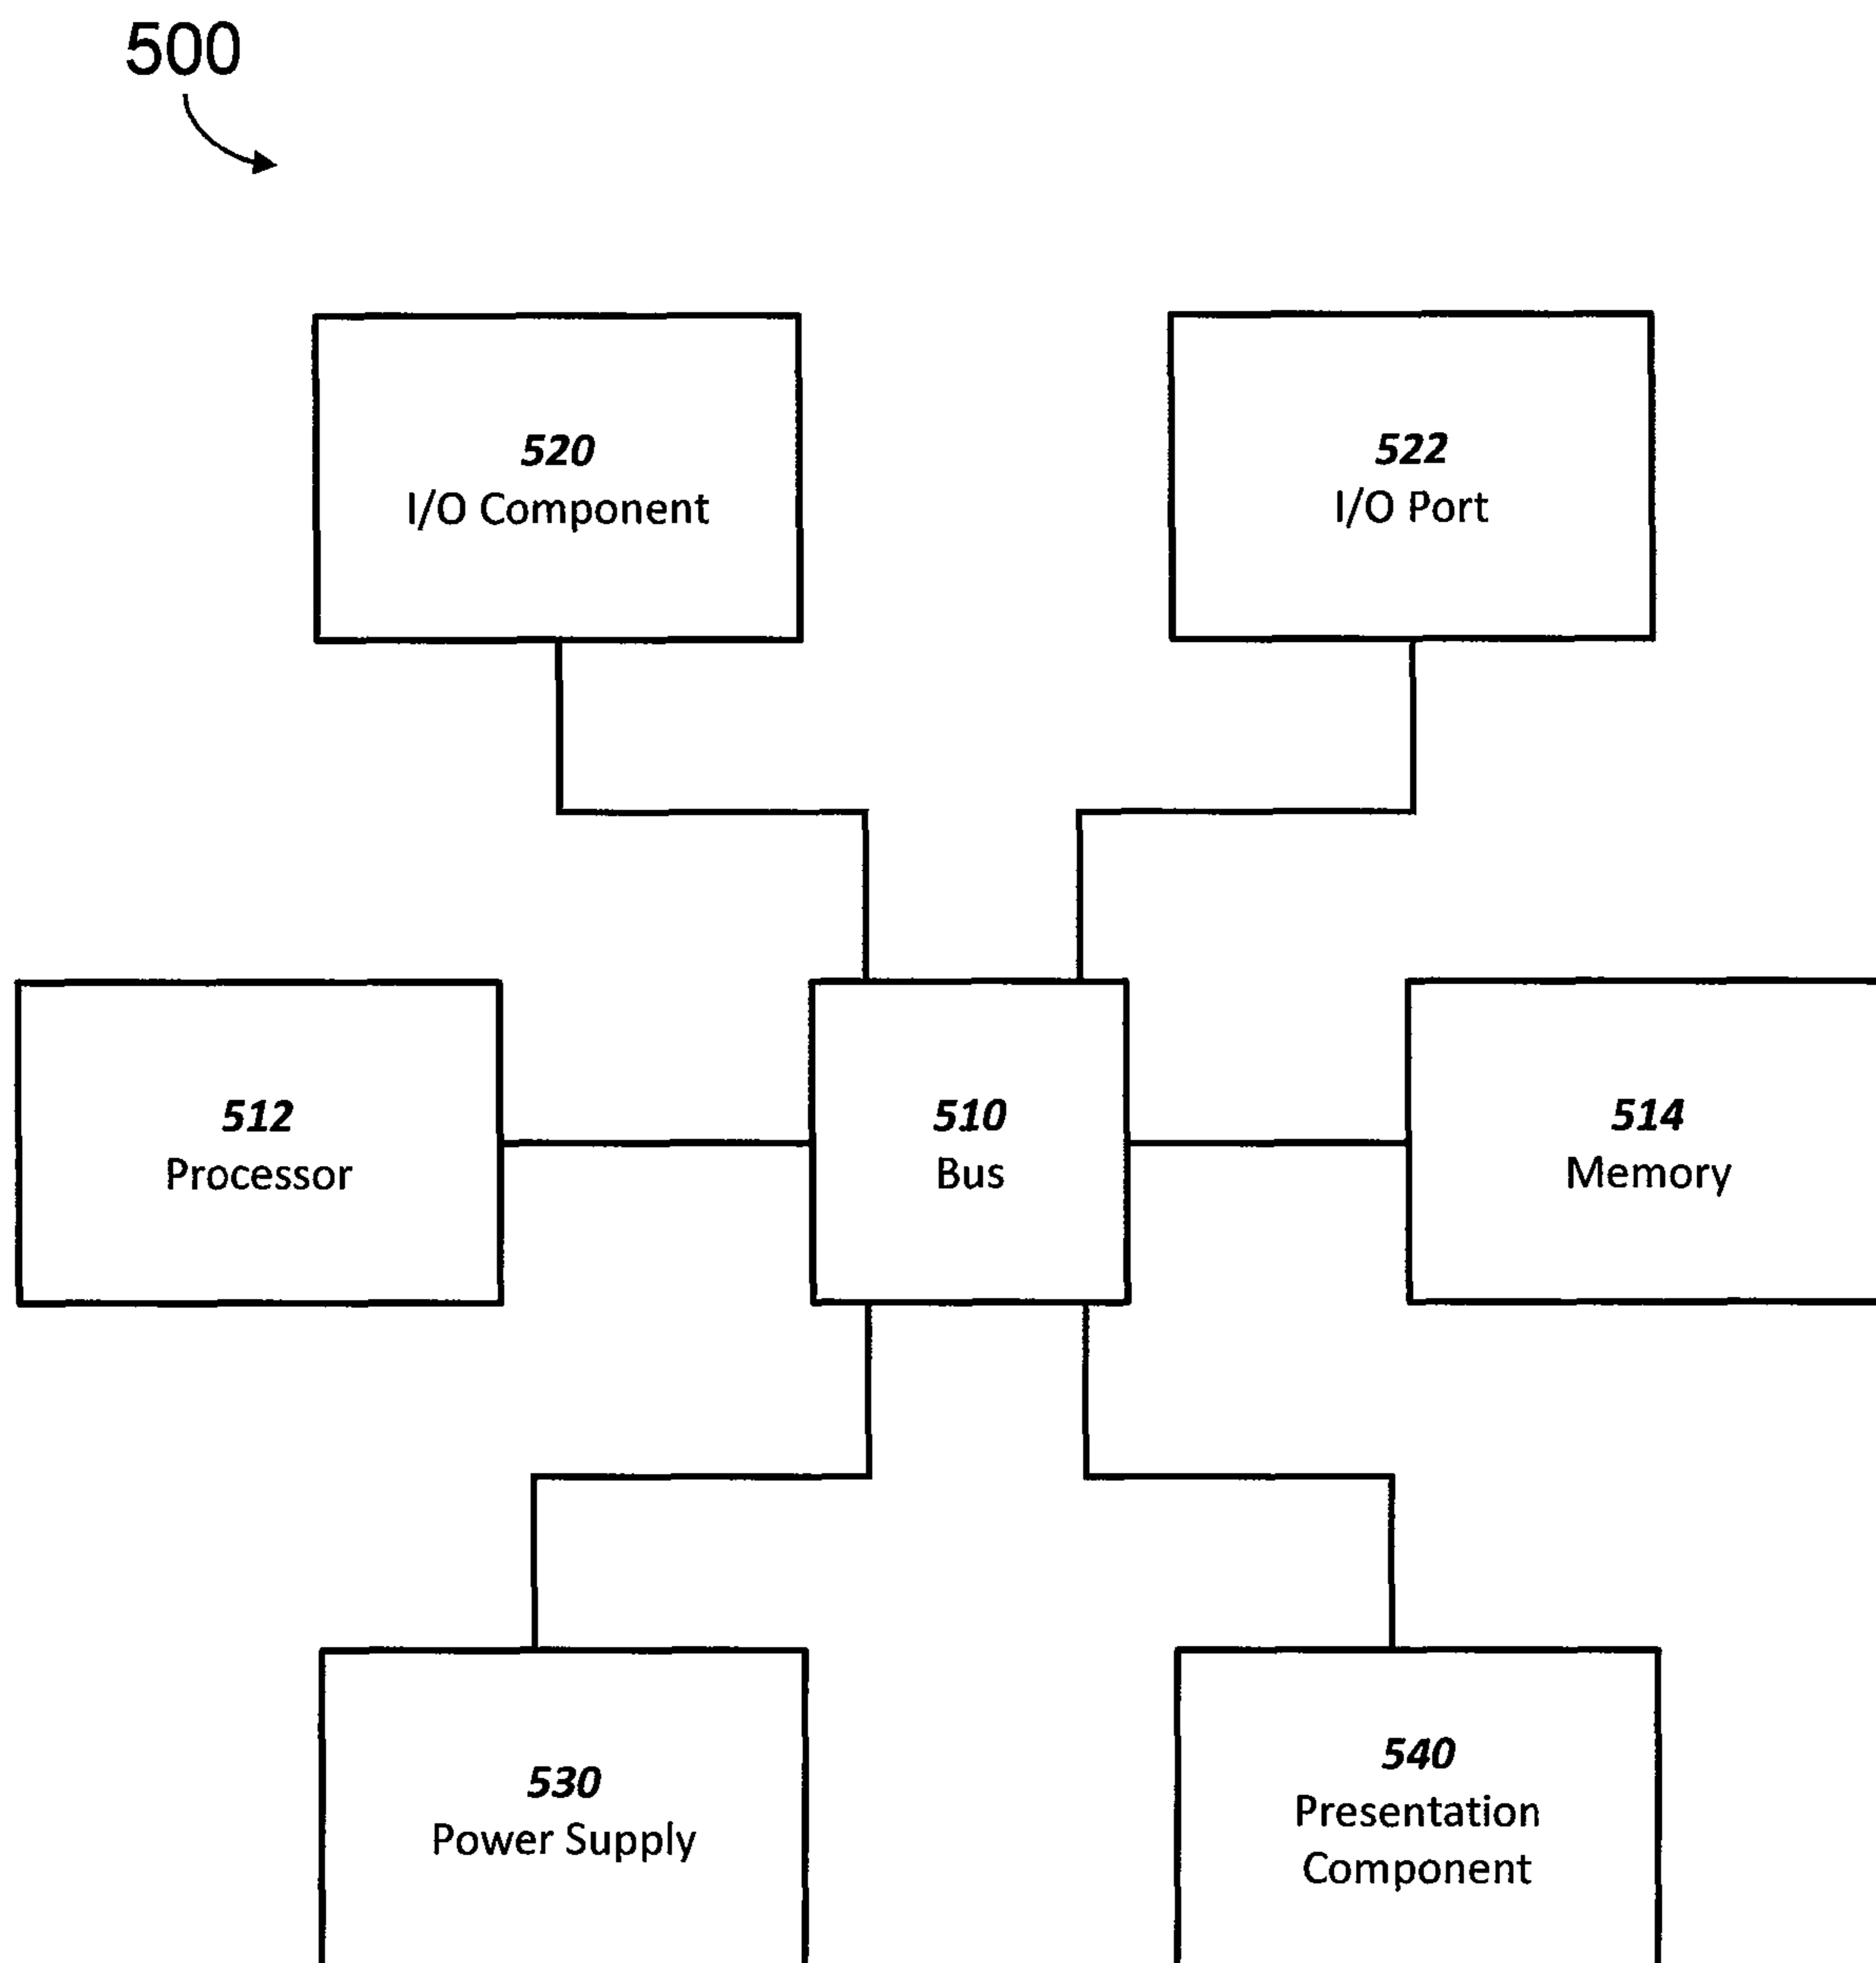 500
520
I/O Component
522
I/O Port
512
Processor
510
Bus
514
Memory
530
Power Supply
540
Presentation
Component